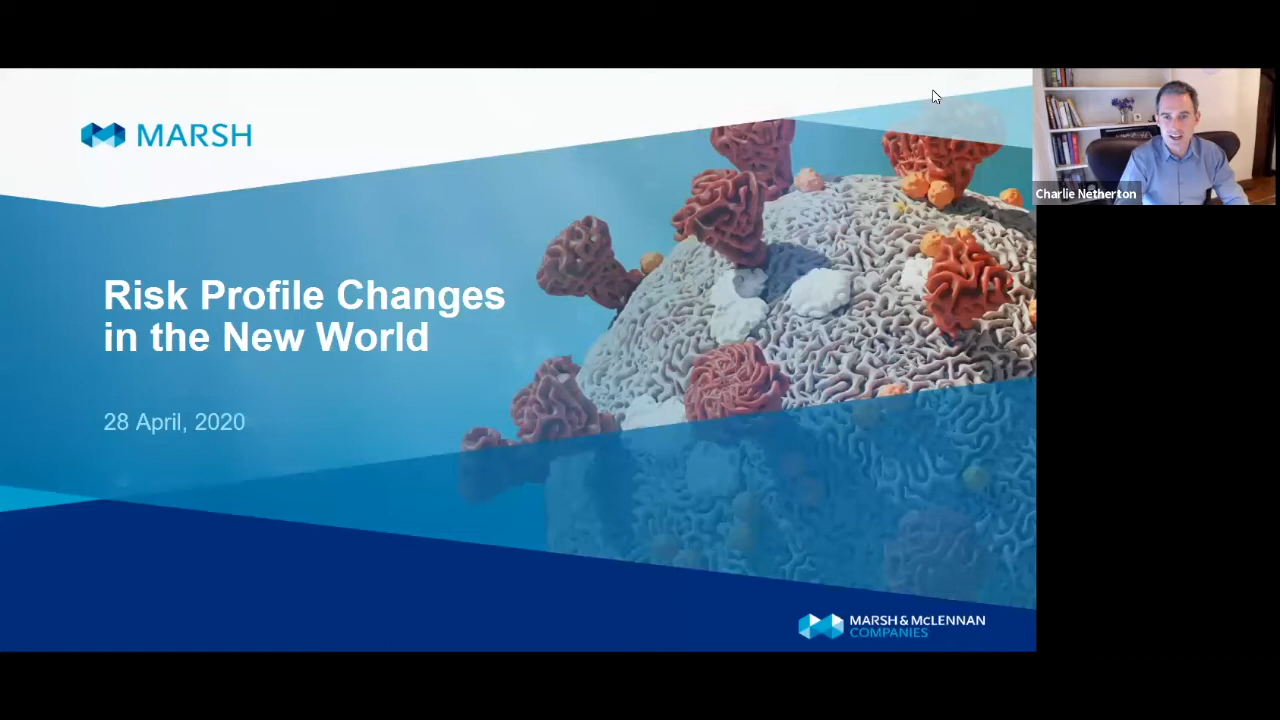 MARSH
Charlie Netherton
Risk Profile Changes
in the New World
28 April, 2020
MARSH & McLENNAN
COMPANIES